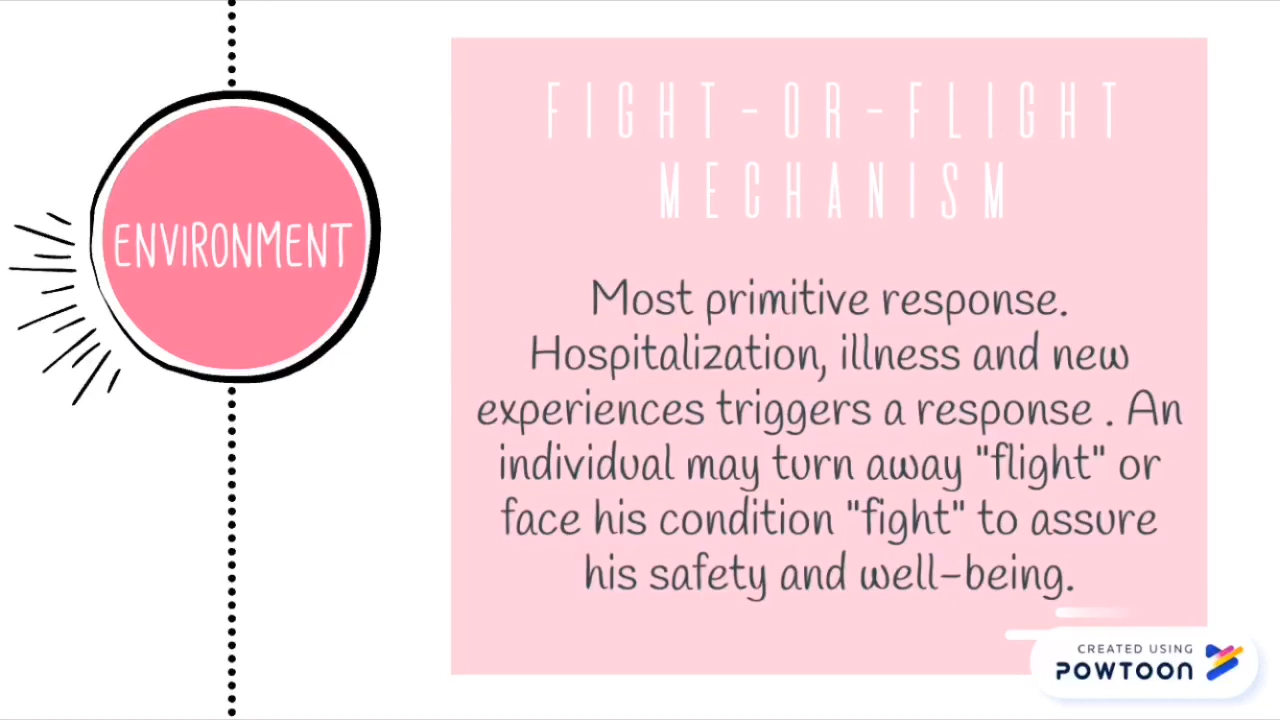 ENVIRONMENT
FIGHT-OR-FLIGHT
MECHANISM
Most primitive response.
Hospitalization, illness and new
experiences triggers a response . An
individual may turn away "flight" or
face his condition "fight" to assure
his safety and well-being.
CREATED USING
POWTOON